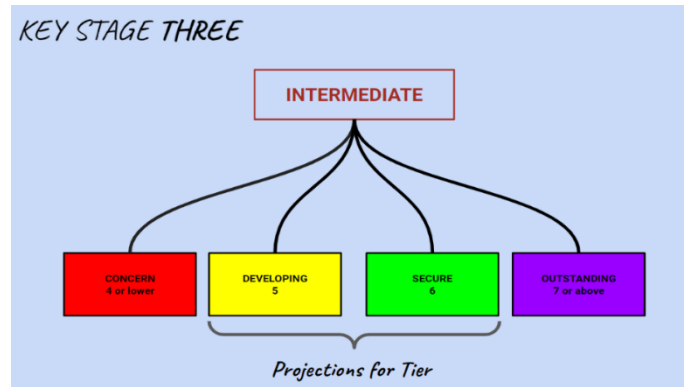 KEY STAGE THREE
INTERMEDIATE
CONCERN
4 or lower
DEVELOPING
5
SECURE
6
OUTSTANDING
7 or above
Projections for Tier